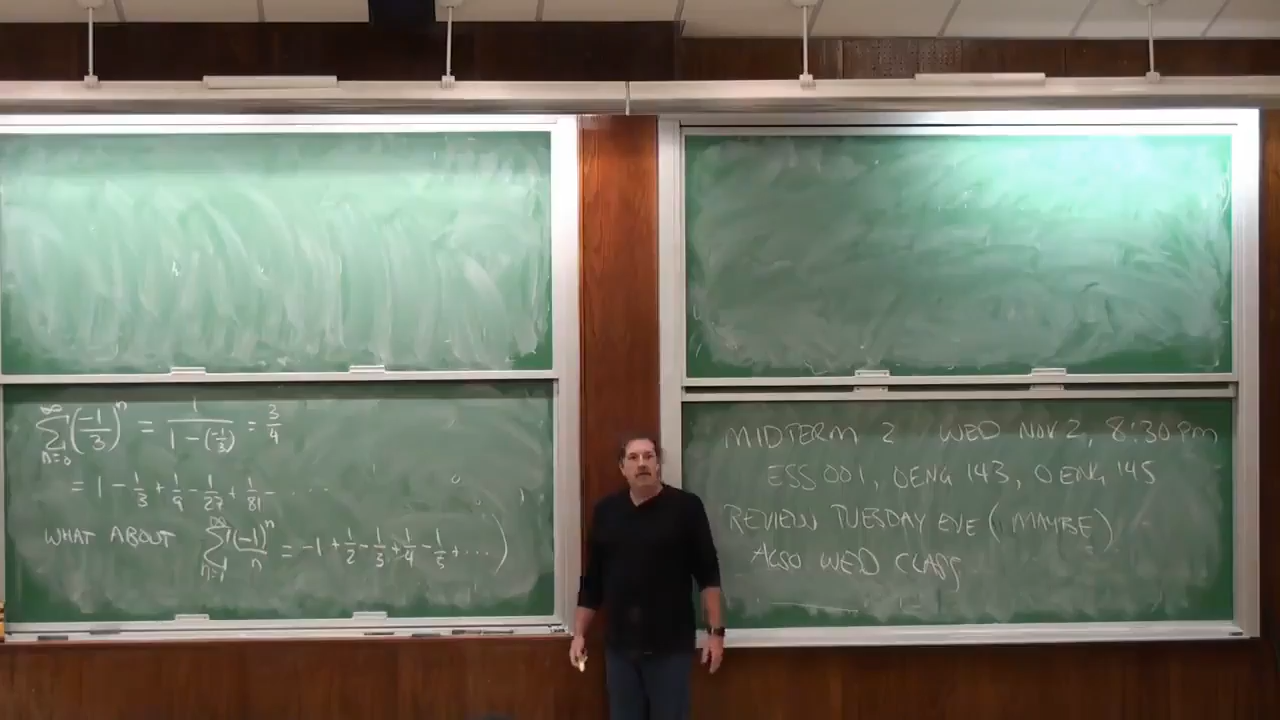 ∞∑n=0 (-1/3)^n = 1/(1-(-1/3)) = 3/4
= 1 - 1/3 + 1/9 - 1/27 + 1/81 - . . . . .
WHAT ABOUT ∞∑n=1 (-1)^n/n = -1 + 1/2 - 1/3 + 1/4 - 1/5 + ...)
MIDTERM 2 WED NOV 2, 8:30 PM
ESS 001, OENG 143, OENG 145
REVIEW TUESDAY EVE (MAYBE)
ALSO WED CLASS